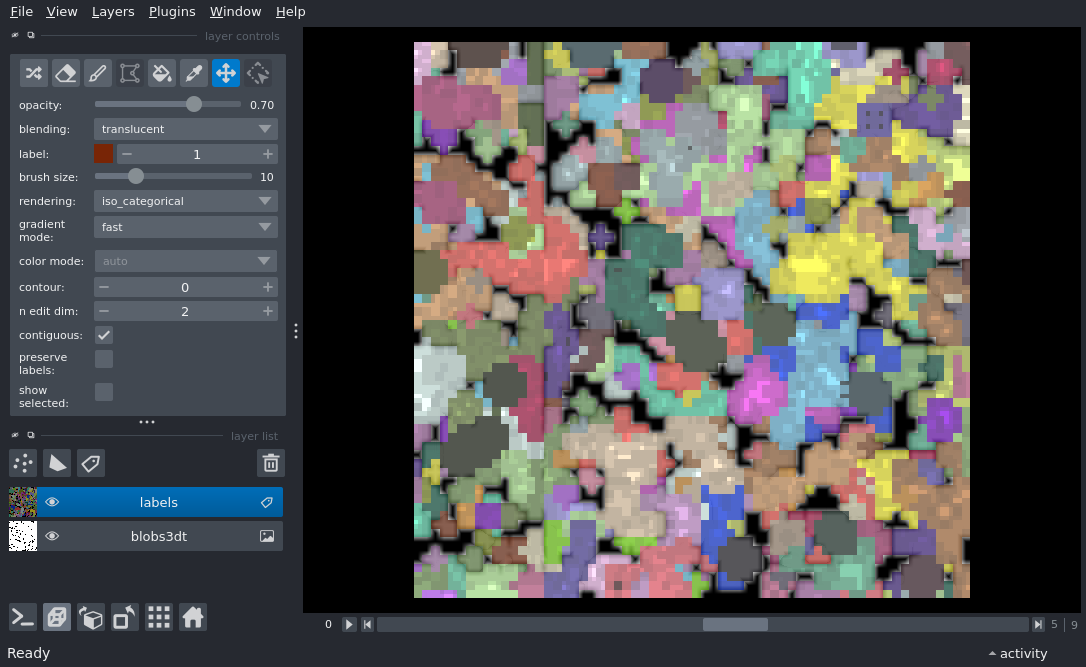 File View Layers Plugins Window Help
layer controls
opacity: 0.70
blending: translucent
label: 1
brush size: 10
rendering: iso_categorical
gradient
mode: fast
color mode: auto
contour: 0
n edit dim: 2
contiguous:
preserve
labels:
show
selected:
layer list
labels
blobs3dt
0 5 | 9
Ready
activity